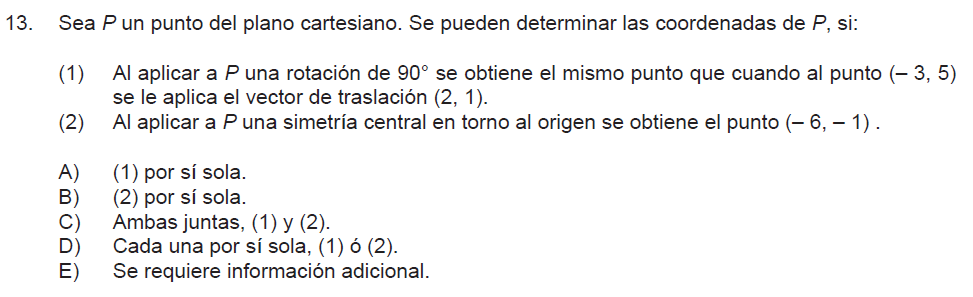 13. Sea P un punto del plano cartesiano. Se pueden determinar las coordenadas de P, si:
(1) Al aplicar a P una rotación de 90° se obtiene el mismo punto que cuando al punto (– 3, 5)
se le aplica el vector de traslación (2, 1).
(2) Al aplicar a P una simetría central en torno al origen se obtiene el punto (– 6, – 1) .
A) (1) por sí sola.
B) (2) por sí sola.
C) Ambas juntas, (1) y (2).
D) Cada una por sí sola, (1) ó (2).
E) Se requiere información adicional.